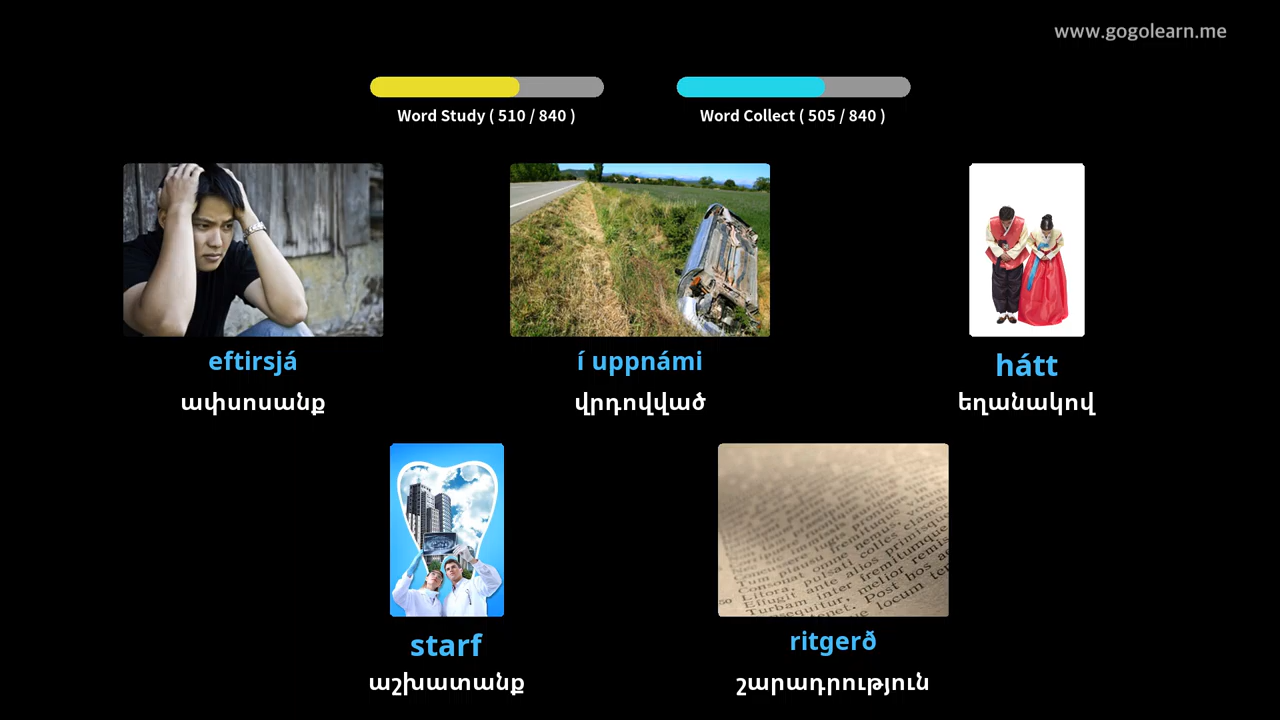 www.gogolearn.me
Word Study ( 510 / 840 )
Word Collect ( 505 / 840 )
eftirsjá
ափսոսանք
í uppnámi
վրդովված
hátt
եղանակով
starf
աշխատանք
ritgerð
շարադրություն